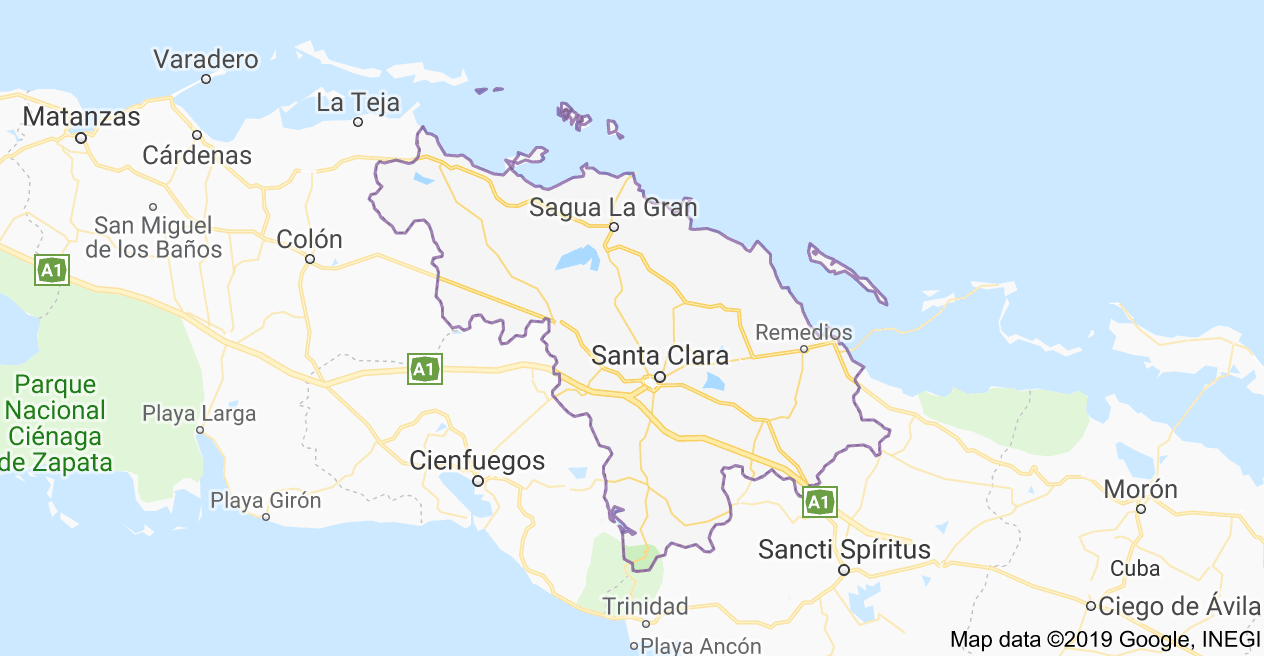 Varadero
La Teja
Matanzas
Cárdenas
Sagua La Gran
San Miguel
de los Baños
Colón
A1
Remedios
Santa Clara
A1
Parque
Nacional
Ciénaga
de Zapata
Playa Larga
Cienfuegos
Playa Girón
Morón
A1
Sancti Spíritus
Cuba
Trinidad
Ciego de Ávila
Playa Ancón
Map data ©2019 Google, INEGI